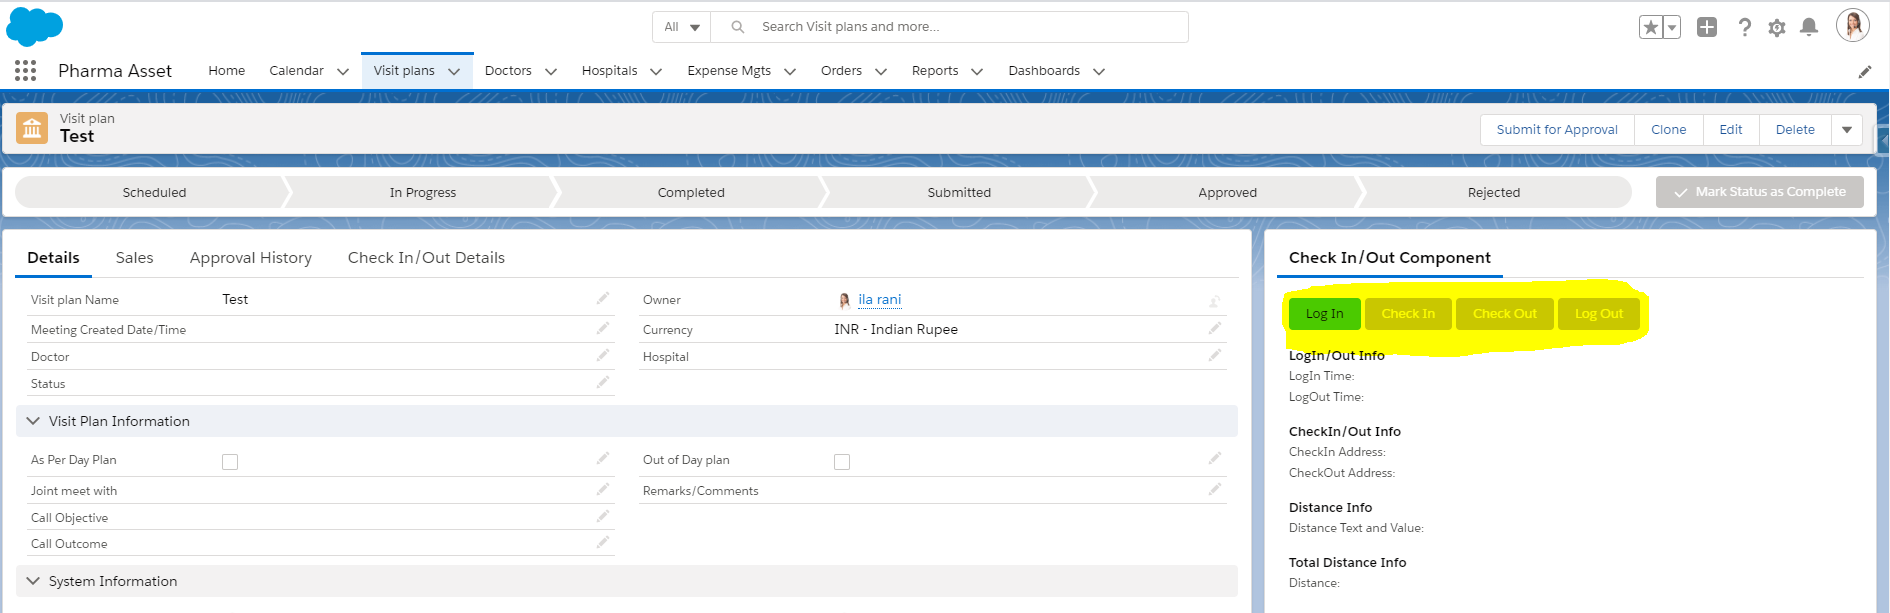 All Search Visit plans and more...
Pharma Asset Home Calendar Visit plans Doctors Hospitals Expense Mgts Orders Reports Dashboards
Visit plan
Test
Submit for Approval Clone Edit Delete
Scheduled In Progress Completed Submitted Approved Rejected Mark Status as Complete
Details Sales Approval History Check In/Out Details
Visit plan Name Test Owner ila rani
Meeting Created Date/Time Currency INR - Indian Rupee
Doctor Hospital
Status
Visit Plan Information
As Per Day Plan Out of Day plan
Joint meet with Remarks/Comments
Call Objective
Call Outcome
System Information
Check In/Out Component
Log In Check In Check Out Log Out
LogIn/Out Info
LogIn Time:
LogOut Time:
CheckIn/Out Info
CheckIn Address:
CheckOut Address:
Distance Info
Distance Text and Value:
Total Distance Info
Distance: